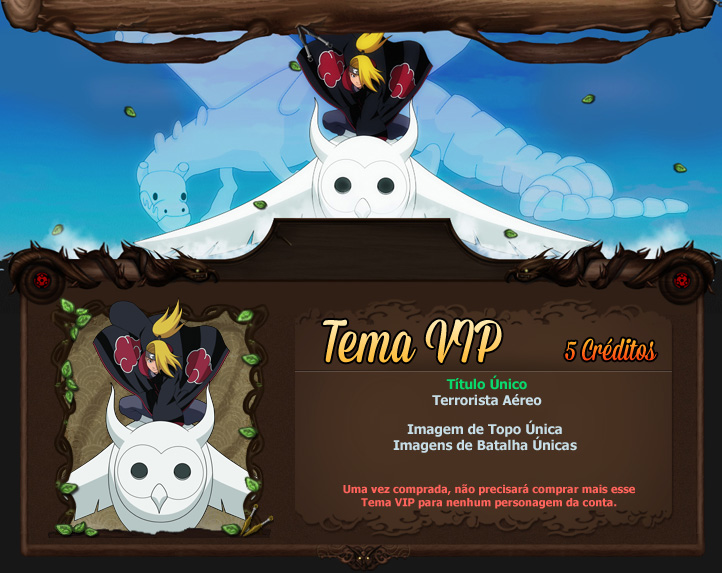 Tema VIP
5 Créditos
Título Único
Terrorista Aéreo
Imagem de Topo Única
Imagens de Batalha Únicas
Uma vez comprada, não precisará comprar mais esse
Tema VIP para nenhum personagem da conta.